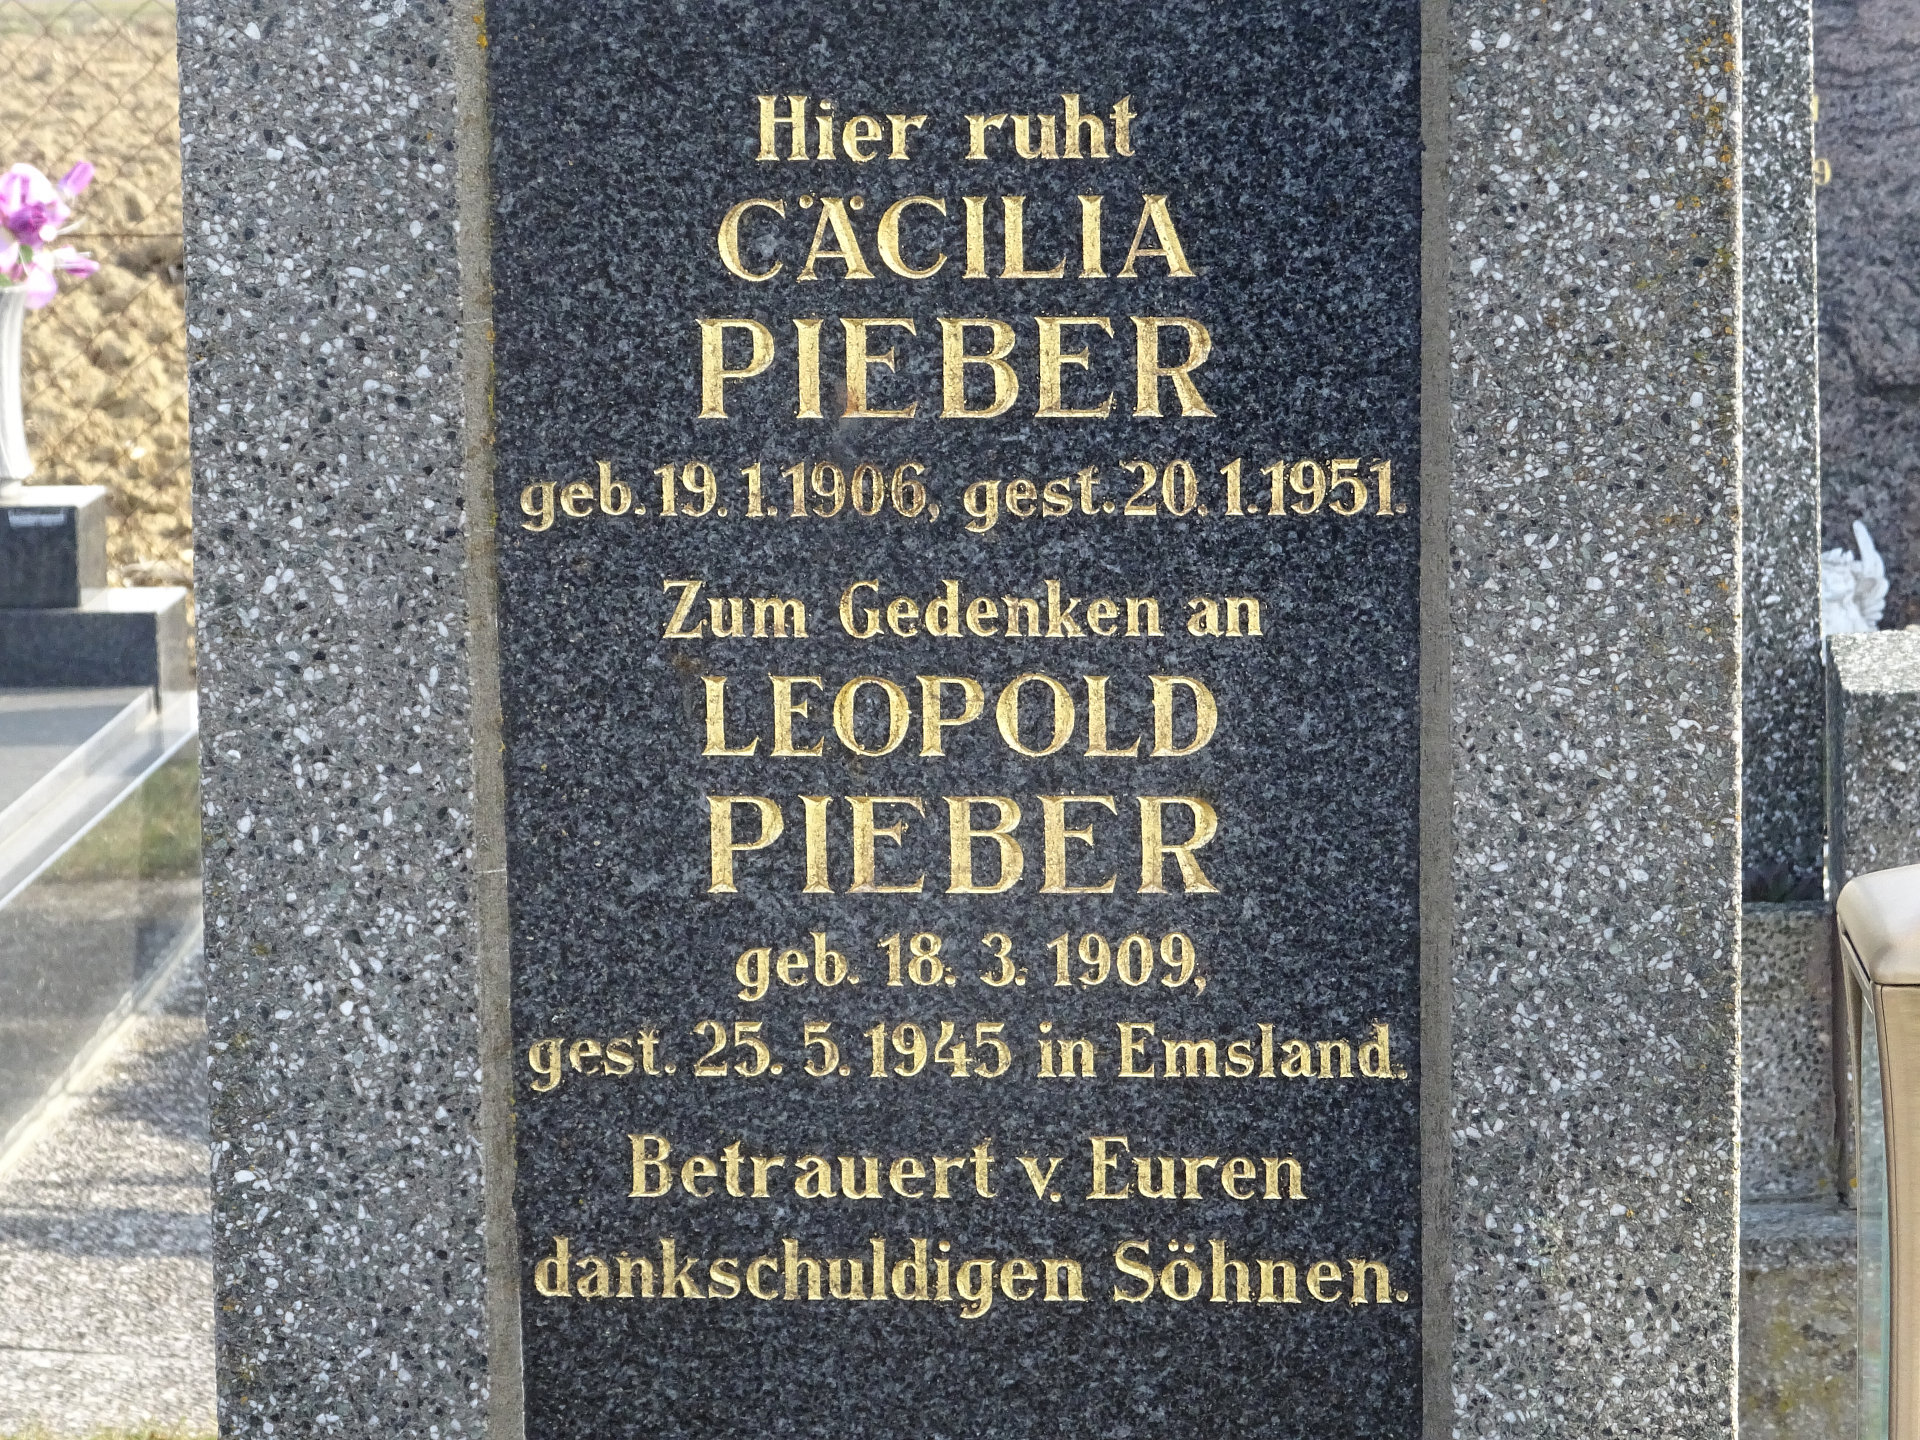 Hier ruht
CÄCILIA
PIEBER
geb. 19. 1. 1906, gest. 20. 1. 1951.
Zum Gedenken an
LEOPOLD
PIEBER
geb. 18. 3. 1909,
gest. 25. 5. 1945 in Emsland.
Betrauert v. Euren
dankschuldigen Söhnen.